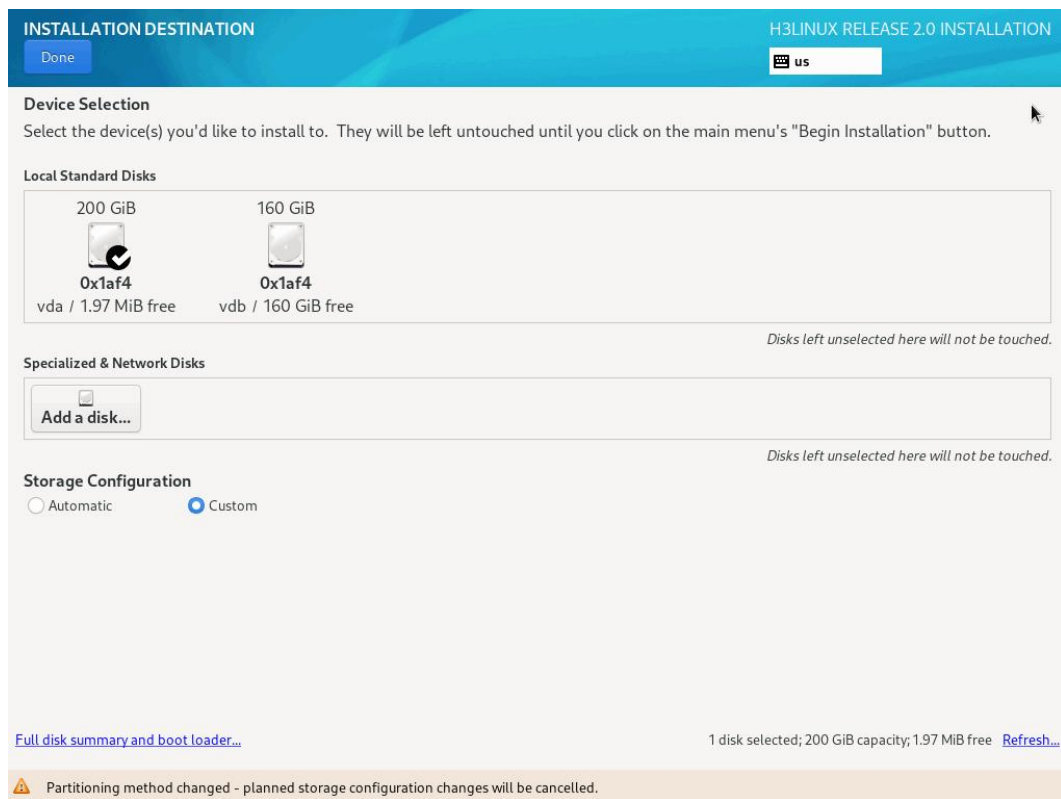 INSTALLATION DESTINATION
H3LINUX RELEASE 2.0 INSTALLATION
Done
us
Device Selection
Select the device(s) you'd like to install to. They will be left untouched until you click on the main menu's "Begin Installation" button.
Local Standard Disks
200 GiB
0x1af4
vda / 1.97 MiB free
160 GiB
0x1af4
vdb / 160 GiB free
Disks left unselected here will not be touched.
Specialized & Network Disks
Add a disk...
Disks left unselected here will not be touched.
Storage Configuration
Automatic
Custom
Full disk summary and boot loader...
1 disk selected; 200 GiB capacity; 1.97 MiB free Refresh...
Partitioning method changed - planned storage configuration changes will be cancelled.